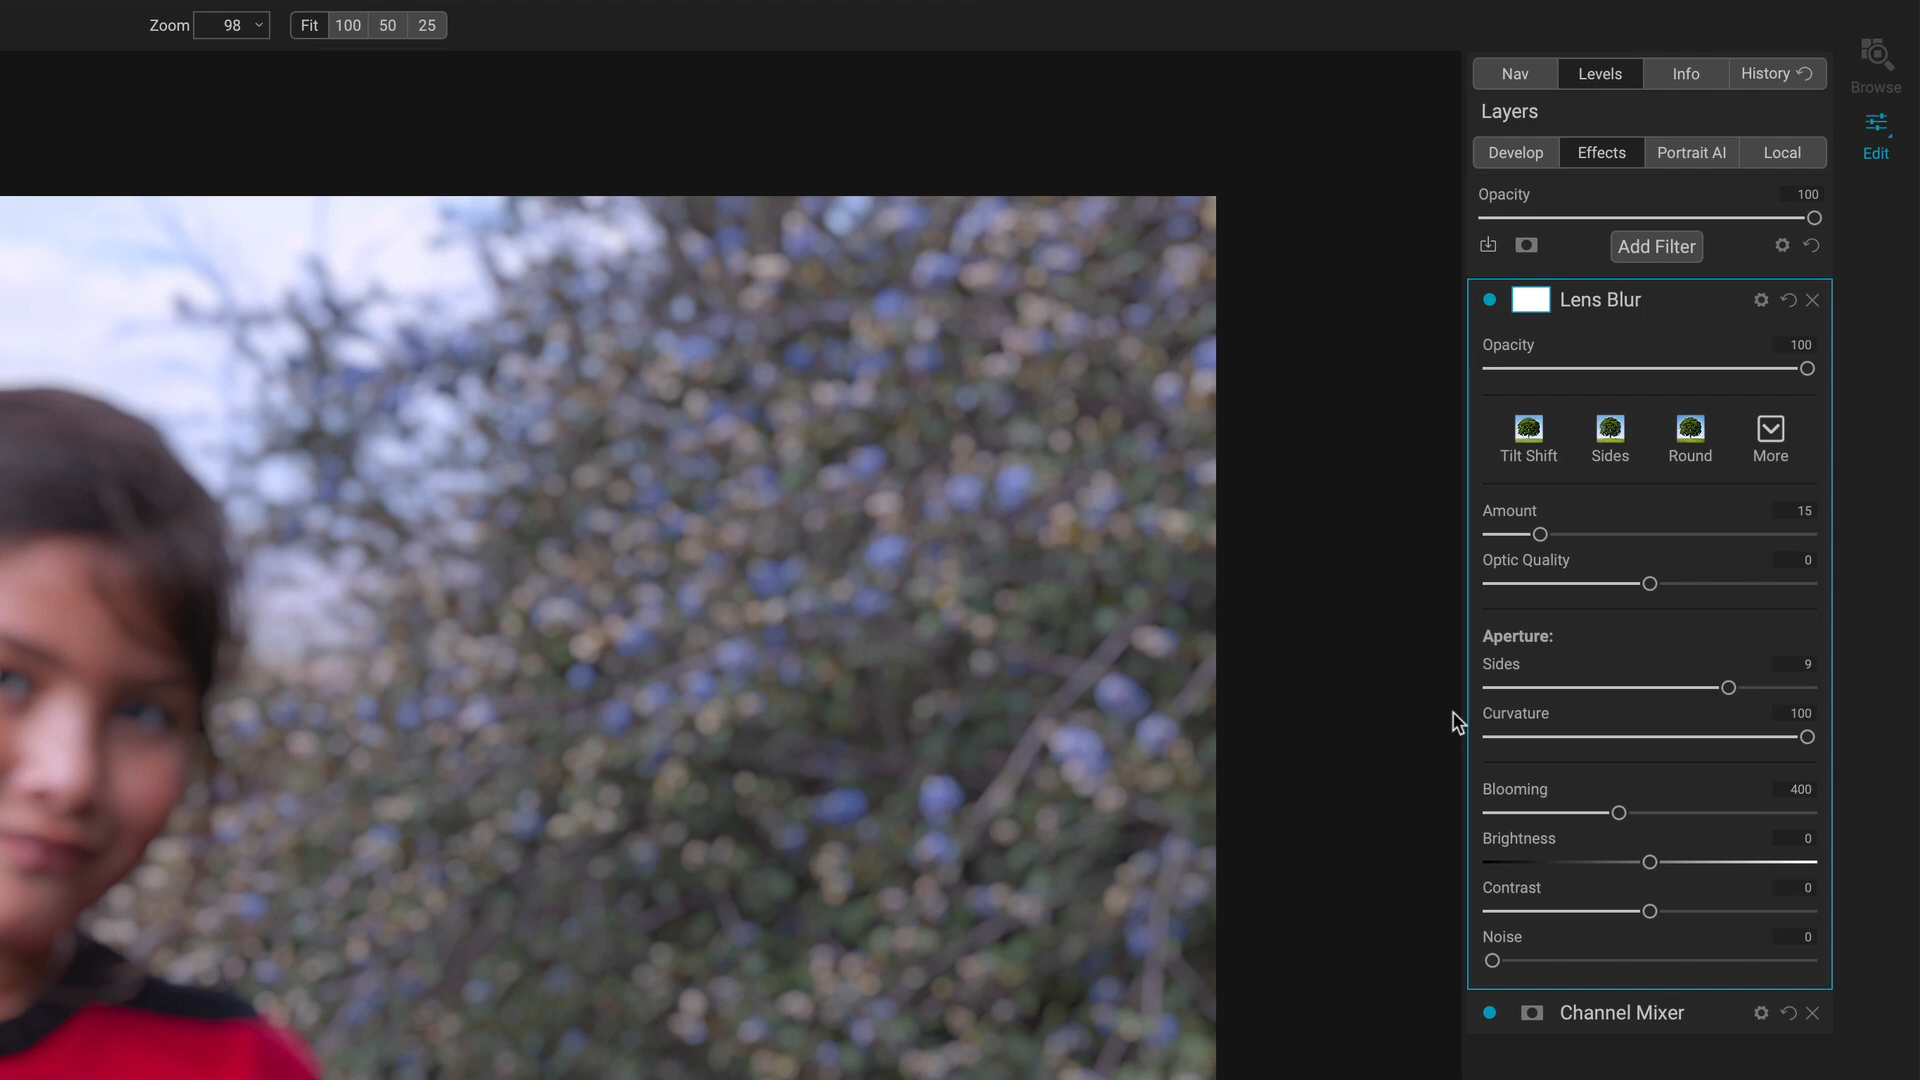 Zoom 98 Fit 100 50 25
Browse
Edit
Nav Levels Info History
Layers
Develop Effects Portrait AI Local
Opacity 100
Add Filter
Lens Blur
Opacity 100
Tilt Shift Sides Round More
Amount 15
Optic Quality 0
Aperture:
Sides 9
Curvature 100
Blooming 400
Brightness 0
Contrast 0
Noise 0
Channel Mixer